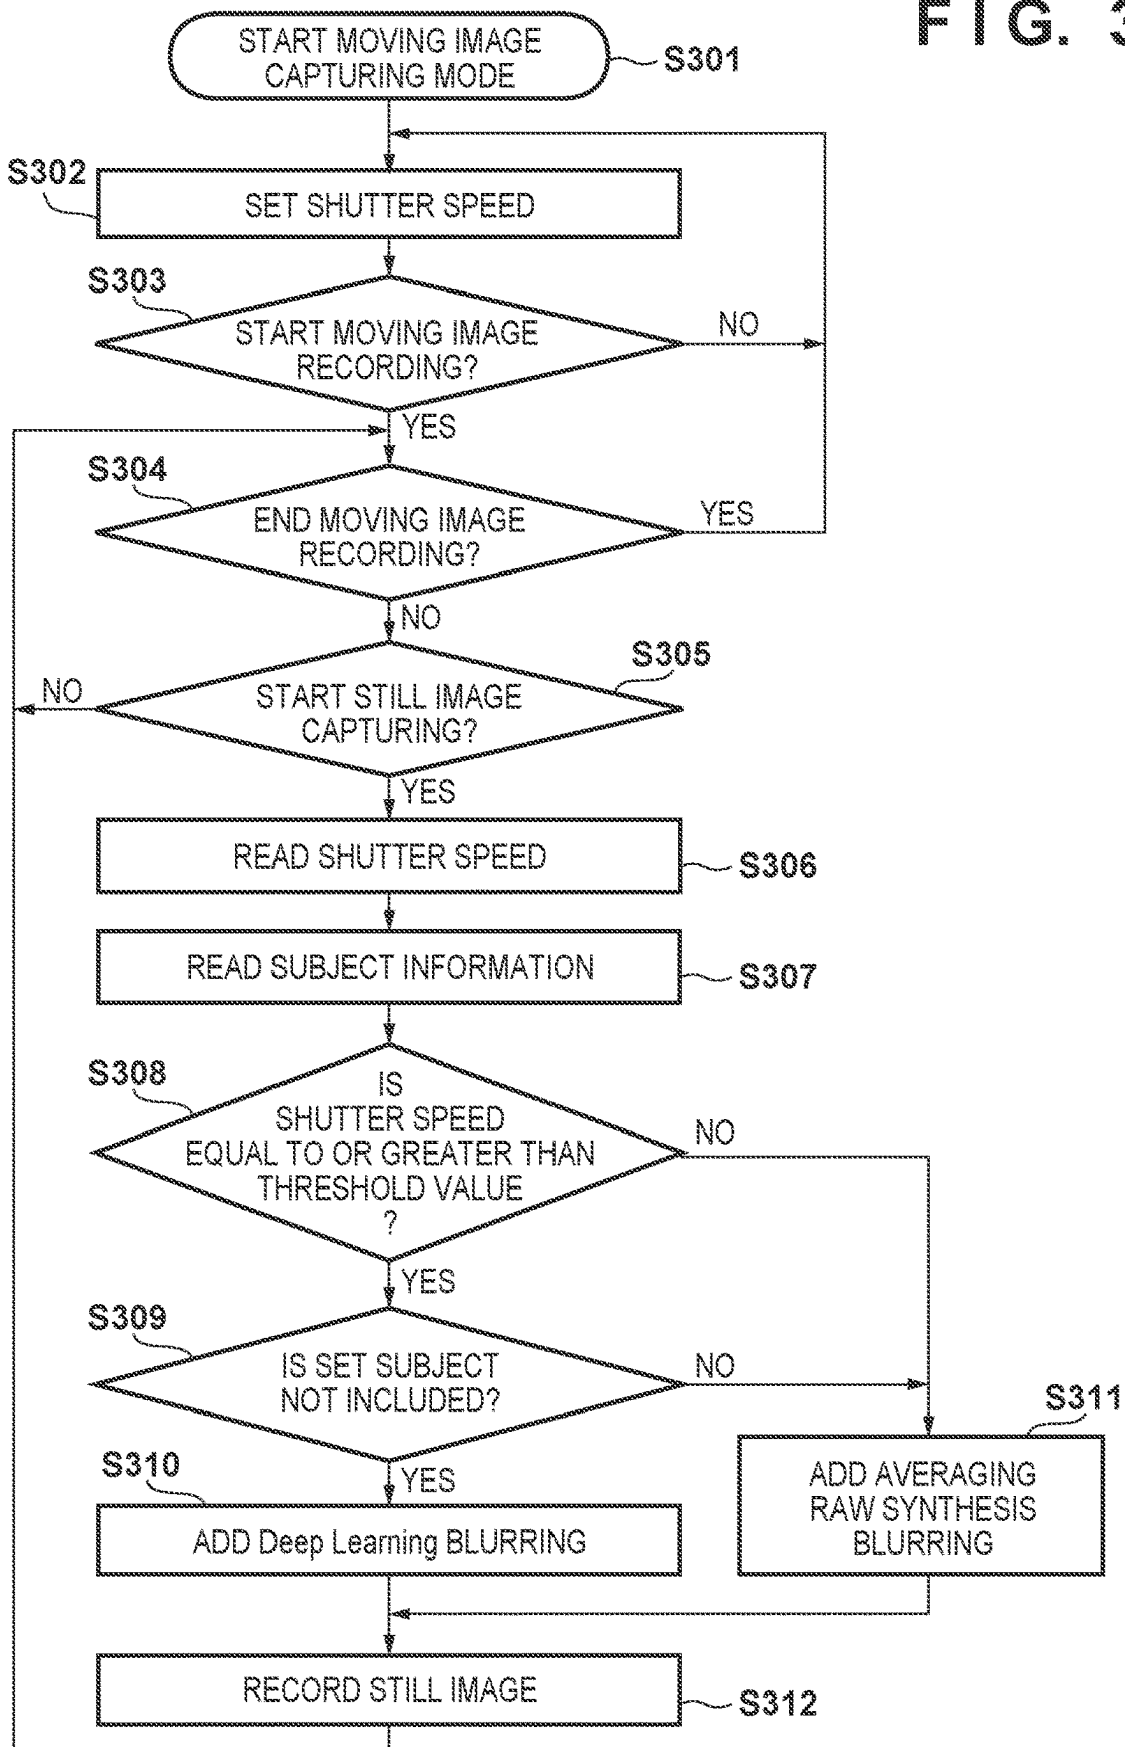 FIG. 3
START MOVING IMAGE
CAPTURING MODE
S301
S302
SET SHUTTER SPEED
S303
START MOVING IMAGE
RECORDING?
NO
YES
S304
END MOVING IMAGE
RECORDING?
YES
NO
S305
START STILL IMAGE
CAPTURING?
NO
YES
READ SHUTTER SPEED
S306
READ SUBJECT INFORMATION
S307
S308
IS
SHUTTER SPEED
EQUAL TO OR GREATER THAN
THRESHOLD VALUE
?
NO
YES
S309
IS SET SUBJECT
NOT INCLUDED?
NO
YES
S310
ADD Deep Learning BLURRING
S311
ADD AVERAGING
RAW SYNTHESIS
BLURRING
RECORD STILL IMAGE
S312